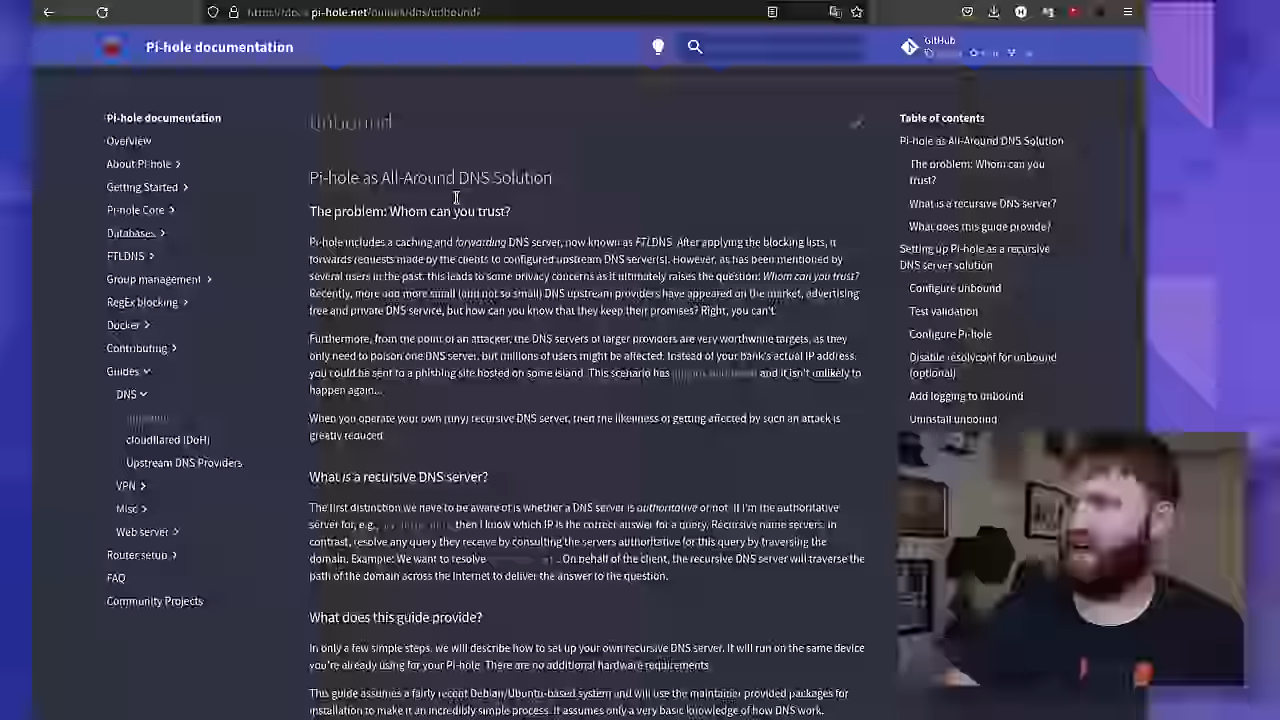 pi-hole.net
Pi-hole documentation
GitHub
Pi-hole documentation
Overview
About Pi-hole
Getting Started
Pi-hole Core
Databases
FTLDNS
Group management
RegEx blocking
Docker
Contributing
Guides
DNS
cloudflared (DoH)
Upstream DNS Providers
VPN
Misc
Web server
Router setup
FAQ
Community Projects
unbound
Pi-hole as All-Around DNS Solution
The problem: Whom can you trust?
Pi-hole includes a caching and forwarding DNS server, now known as FTLDNS. After applying the blocking lists, it
forwards requests made by the clients to configured upstream DNS server(s). However, as has been mentioned by
several users in the past, this leads to some privacy concerns as it ultimately raises the question: Whom can you trust?
Recently, more and more small (and not so small) DNS upstream providers have appeared on the market, advertising
free and private DNS service, but how can you know that they keep their promises? Right, you can't.
Furthermore, from the point of an attacker, the DNS servers of larger providers are very worthwhile targets, as they
only need to poison one DNS server, but millions of users might be affected. Instead of your bank's actual IP address,
you could be sent to a phishing site hosted on some island. This scenario has and it isn't unlikely to
happen again...
When you operate your own (tiny) recursive DNS server, then the likeliness of getting affected by such an attack is
greatly reduced.
What is a recursive DNS server?
The first distinction we have to be aware of is whether a DNS server is authoritative or not. If I'm the authoritative
server for, e.g., then I know which IP is the correct answer for a query. Recursive name servers, in
contrast, resolve any query they receive by consulting the servers authoritative for this query by traversing the
domain. Example: We want to resolve . On behalf of the client, the recursive DNS server will traverse the
path of the domain across the Internet to deliver the answer to the question.
What does this guide provide?
In only a few simple steps, we will describe how to set up your own recursive DNS server. It will run on the same device
you're already using for your Pi-hole. There are no additional hardware requirements.
This guide assumes a fairly recent Debian/Ubuntu-based system and will use the maintainer provided packages for
installation to make it an incredibly simple process. It assumes only a very basic knowledge of how DNS work.
Table of contents
Pi-hole as All-Around DNS Solution
The problem: Whom can you
trust?
What is a recursive DNS server?
What does this guide provide?
Setting up Pi-hole as a recursive
DNS server solution
Configure unbound
Test validation
Configure Pi-hole
Disable resolvconf for unbound
(optional)
Add logging to unbound
Uninstall unbound